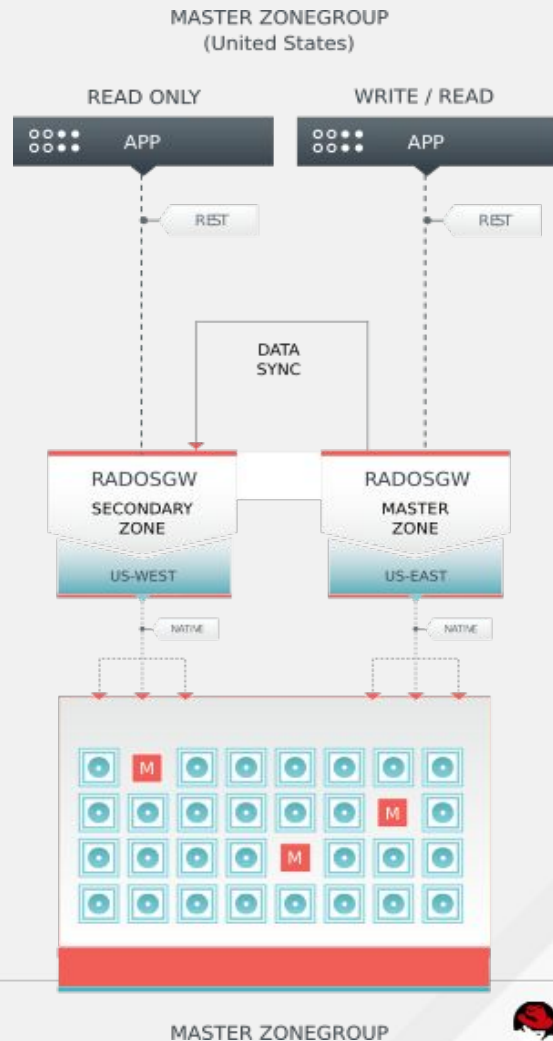 MASTER ZONEGROUP
(United States)
READ ONLY
WRITE / READ
APP
APP
REST
REST
DATA
SYNC
RADOSGW
SECONDARY
ZONE
US-WEST
RADOSGW
MASTER
ZONE
US-EAST
NATIVE
NATIVE
M
M
M
MASTER ZONEGROUP